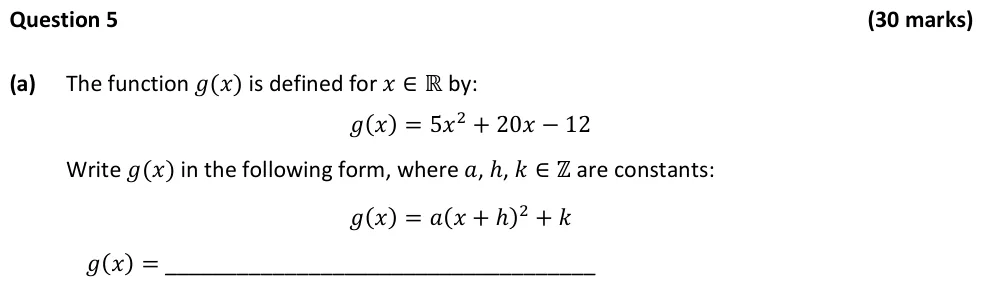 Question 5 (30 marks)
(a) The function g(x) is defined for x ∈ ℝ by:
g(x) = 5x² + 20x − 12
Write g(x) in the following form, where a, h, k ∈ ℤ are constants:
g(x) = a(x + h)² + k
g(x) = ____________________________________